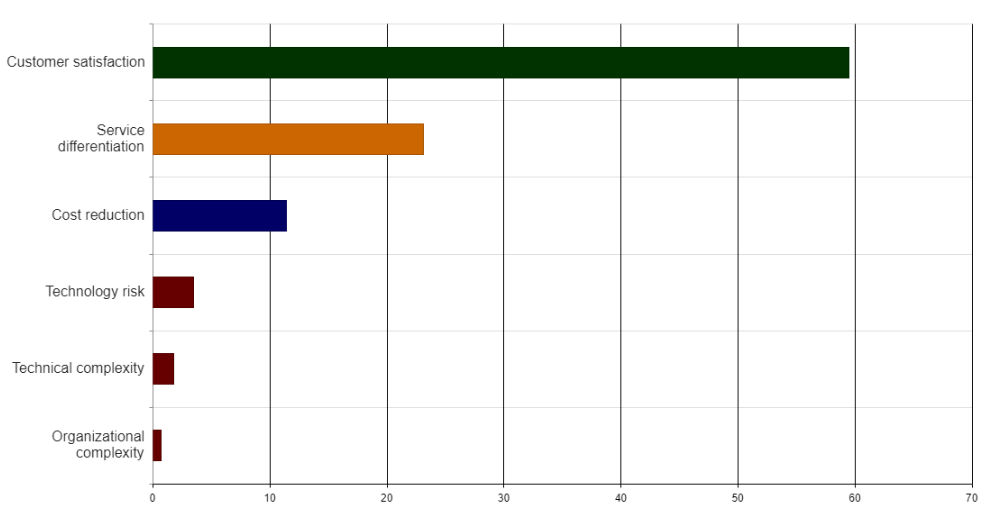 Customer satisfaction
Service
differentiation
Cost reduction
Technology risk
Technical complexity
Organizational
complexity
0 10 20 30 40 50 60 70